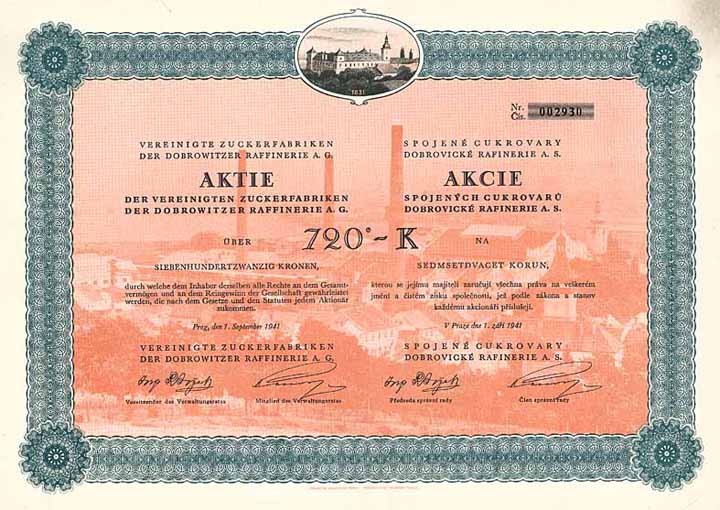 1831
Nr.
Čís. 002930
VEREINIGTE ZUCKERFABRIKEN
DER DOBROWITZER RAFFINERIE A. G.
AKTIE
DER VEREINIGTEN ZUCKERFABRIKEN
DER DOBROWITZER RAFFINERIE A. G.
SPOJENÉ CUKROVARY
DOBROVICKÉ RAFINERIE A. S.
AKCIE
SPOJENÝCH CUKROVARŮ
DOBROVICKÉ RAFINERIE A. S.
ÜBER 720·-K NA
SIEBENHUNDERTZWANZIG KRONEN,
durch welche dem Inhaber derselben alle Rechte an dem Gesamt-
vermögen und an dem Reingewinn der Gesellschaft gewährleistet
werden, die nach dem Gesetze und den Statuten jedem Aktionär
zukommen.
Prag, den 1. September 1941
VEREINIGTE ZUCKERFABRIKEN
DER DOBROWITZER RAFFINERIE A. G.
Vorsitzender des Verwaltungsrates
Mitglied des Verwaltungsrates
SEDMSETDVACET KORUN,
kterou se jejímu majiteli zaručují všechna práva na veškerém
jmění a čistém zisku společnosti, jež podle zákona a stanov
každému akcionáři přislušejí.
V Praze dne 1. září 1941
SPOJENÉ CUKROVARY
DOBROVICKÉ RAFINERIE A. S.
Předseda správní rady
Člen správní rady